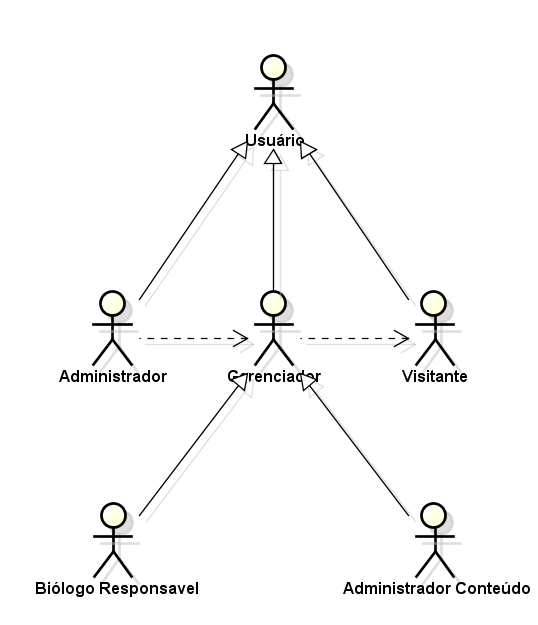 Usuário
Administrador
Gerenciador
Visitante
Biólogo Responsavel
Administrador Conteúdo